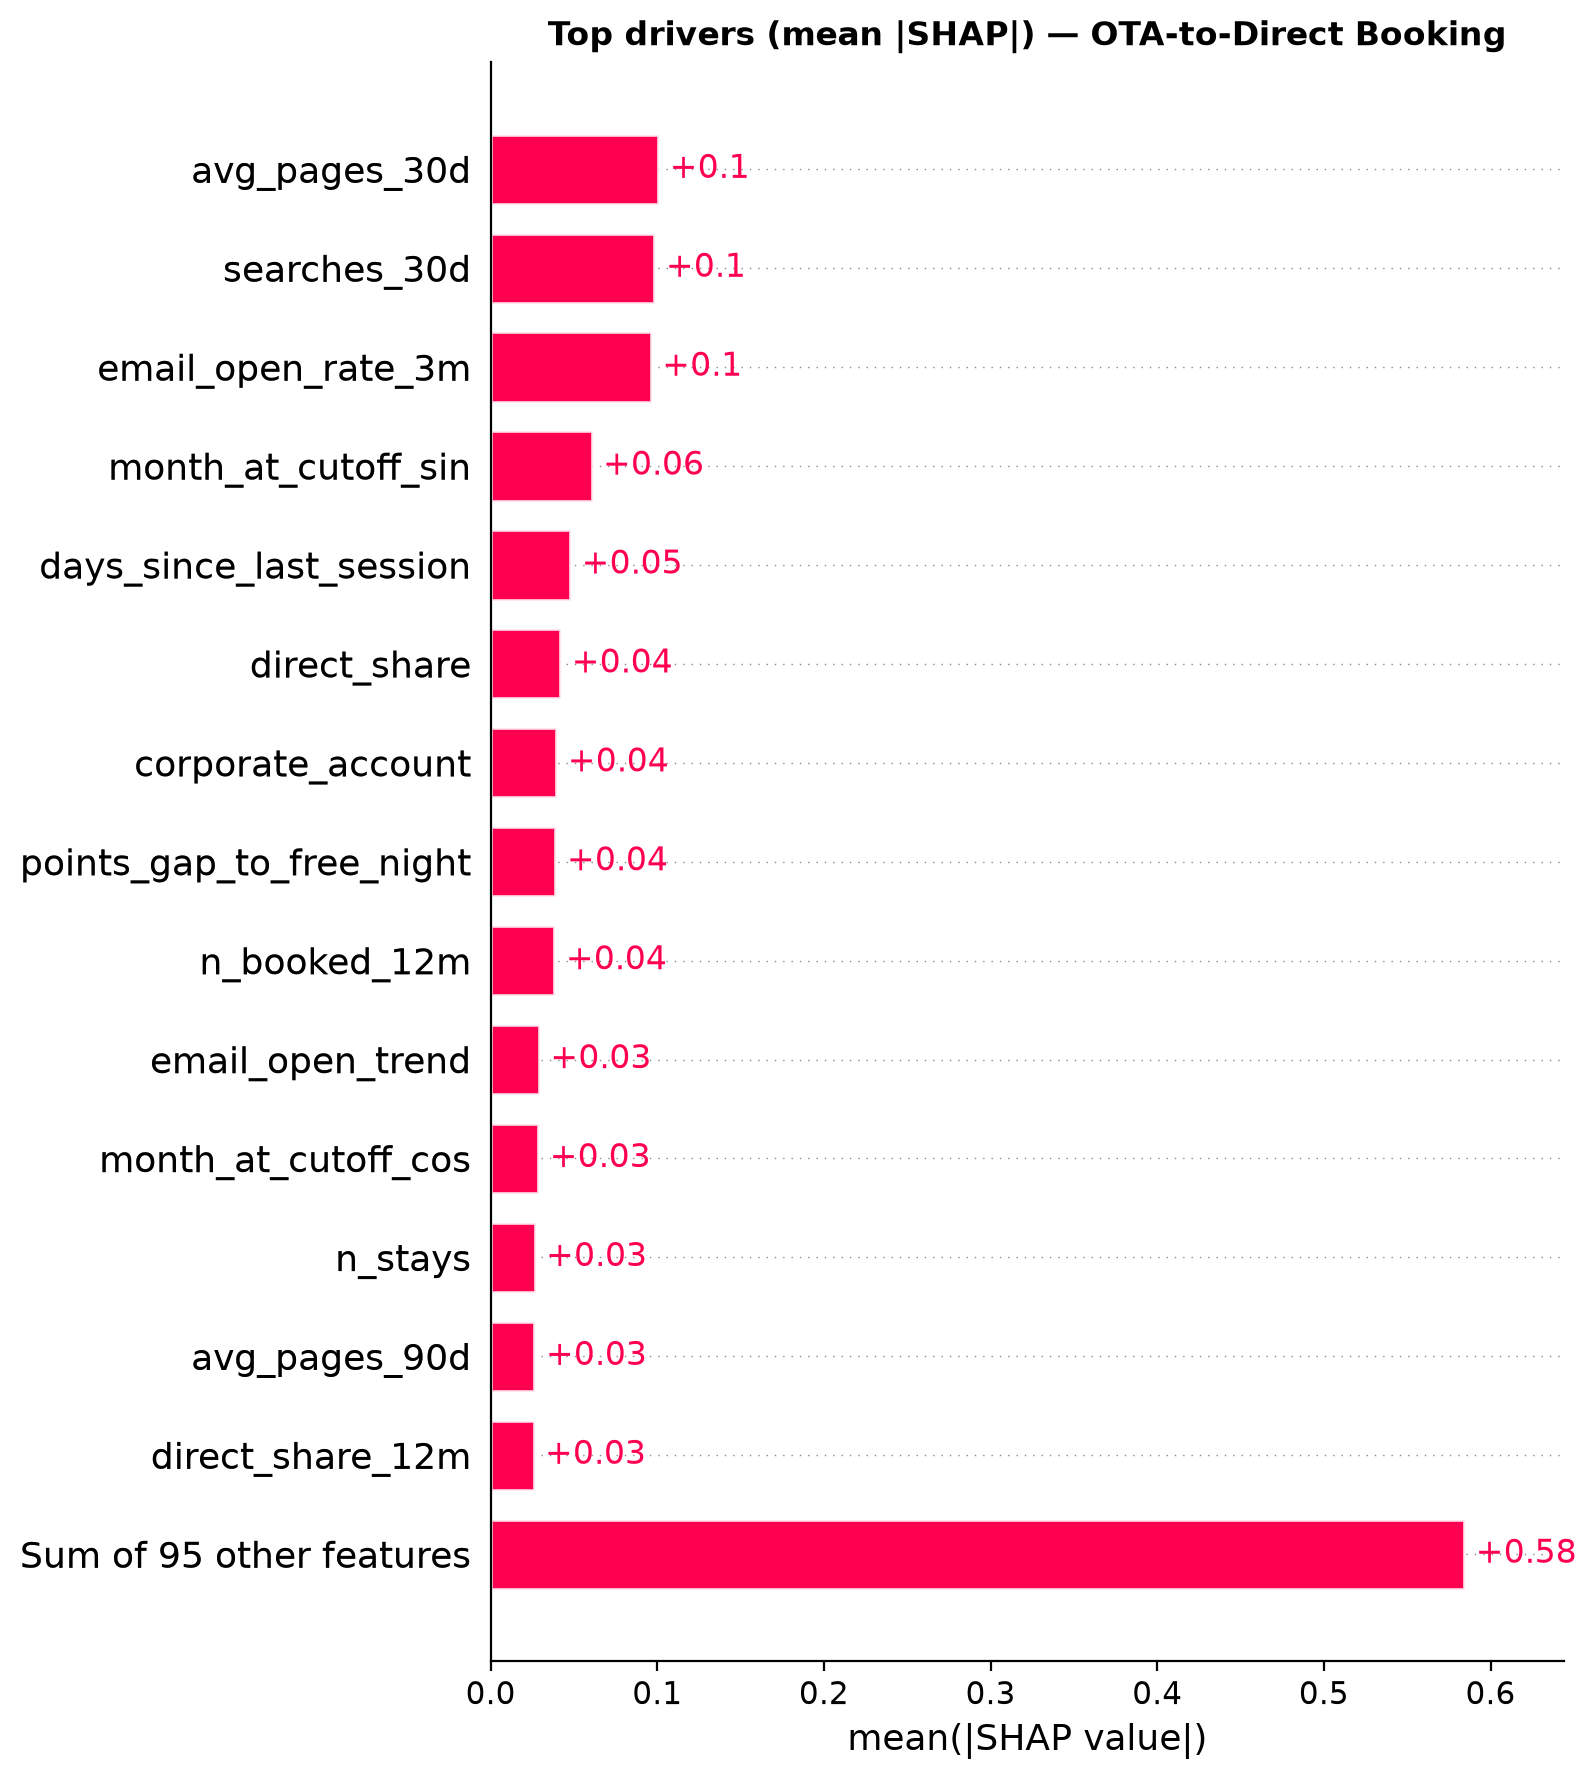 Top drivers (mean |SHAP|) — OTA-to-Direct Booking
avg_pages_30d +0.1
searches_30d +0.1
email_open_rate_3m +0.1
month_at_cutoff_sin +0.06
days_since_last_session +0.05
direct_share +0.04
corporate_account +0.04
points_gap_to_free_night +0.04
n_booked_12m +0.04
email_open_trend +0.03
month_at_cutoff_cos +0.03
n_stays +0.03
avg_pages_90d +0.03
direct_share_12m +0.03
Sum of 95 other features +0.58
0.0 0.1 0.2 0.3 0.4 0.5 0.6
mean(|SHAP value|)